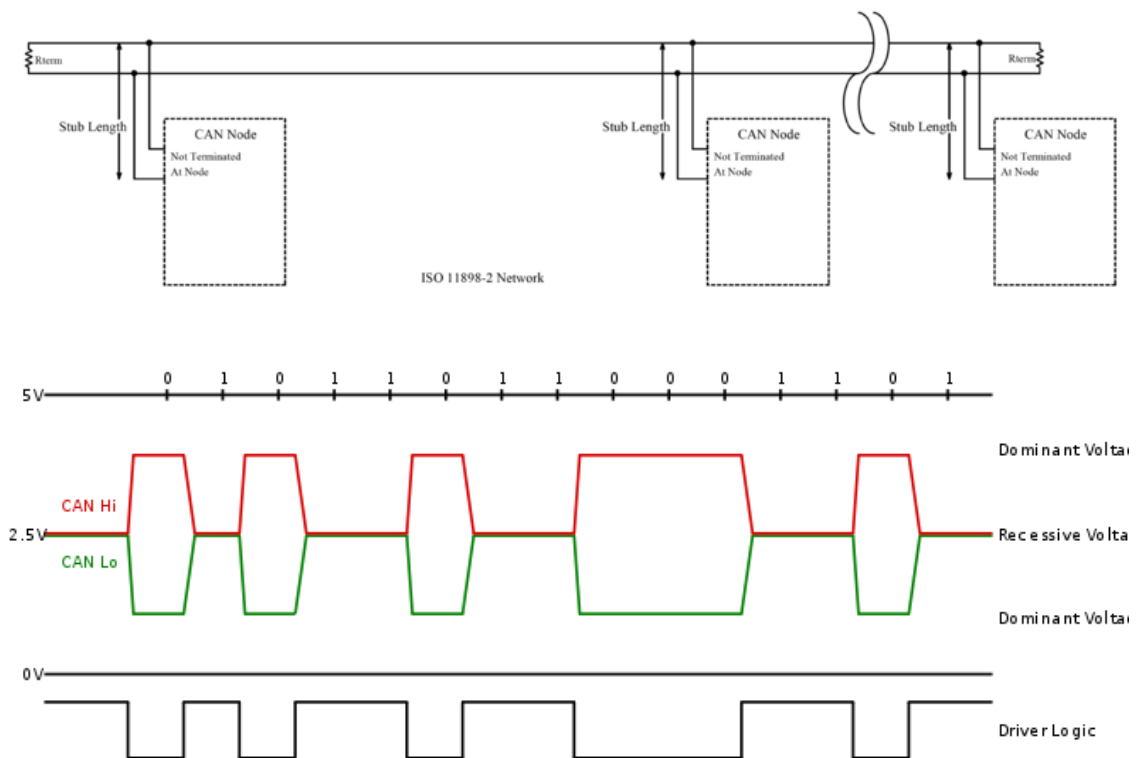 Rterm
Rterm
Stub Length
CAN Node
Not Terminated
At Node
Stub Length
CAN Node
Not Terminated
At Node
Stub Length
CAN Node
Not Terminated
At Node
ISO 11898-2 Network
0 1 0 1 1 0 1 1 0 0 0 1 1 0 1
5V
Dominant Voltag
CAN Hi
2.5V
Recessive Volta
CAN Lo
Dominant Voltag
0V
Driver Logic